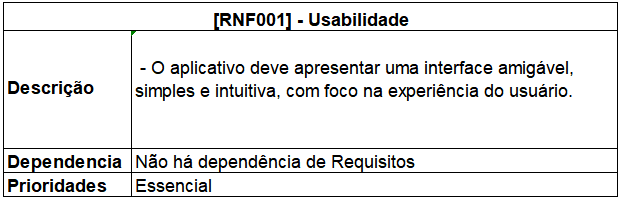 [RNF001] - Usabilidade
Descrição
- O aplicativo deve apresentar uma interface amigável,
simples e intuitiva, com foco na experiência do usuário.
Dependencia Não há dependência de Requisitos
Prioridades Essencial